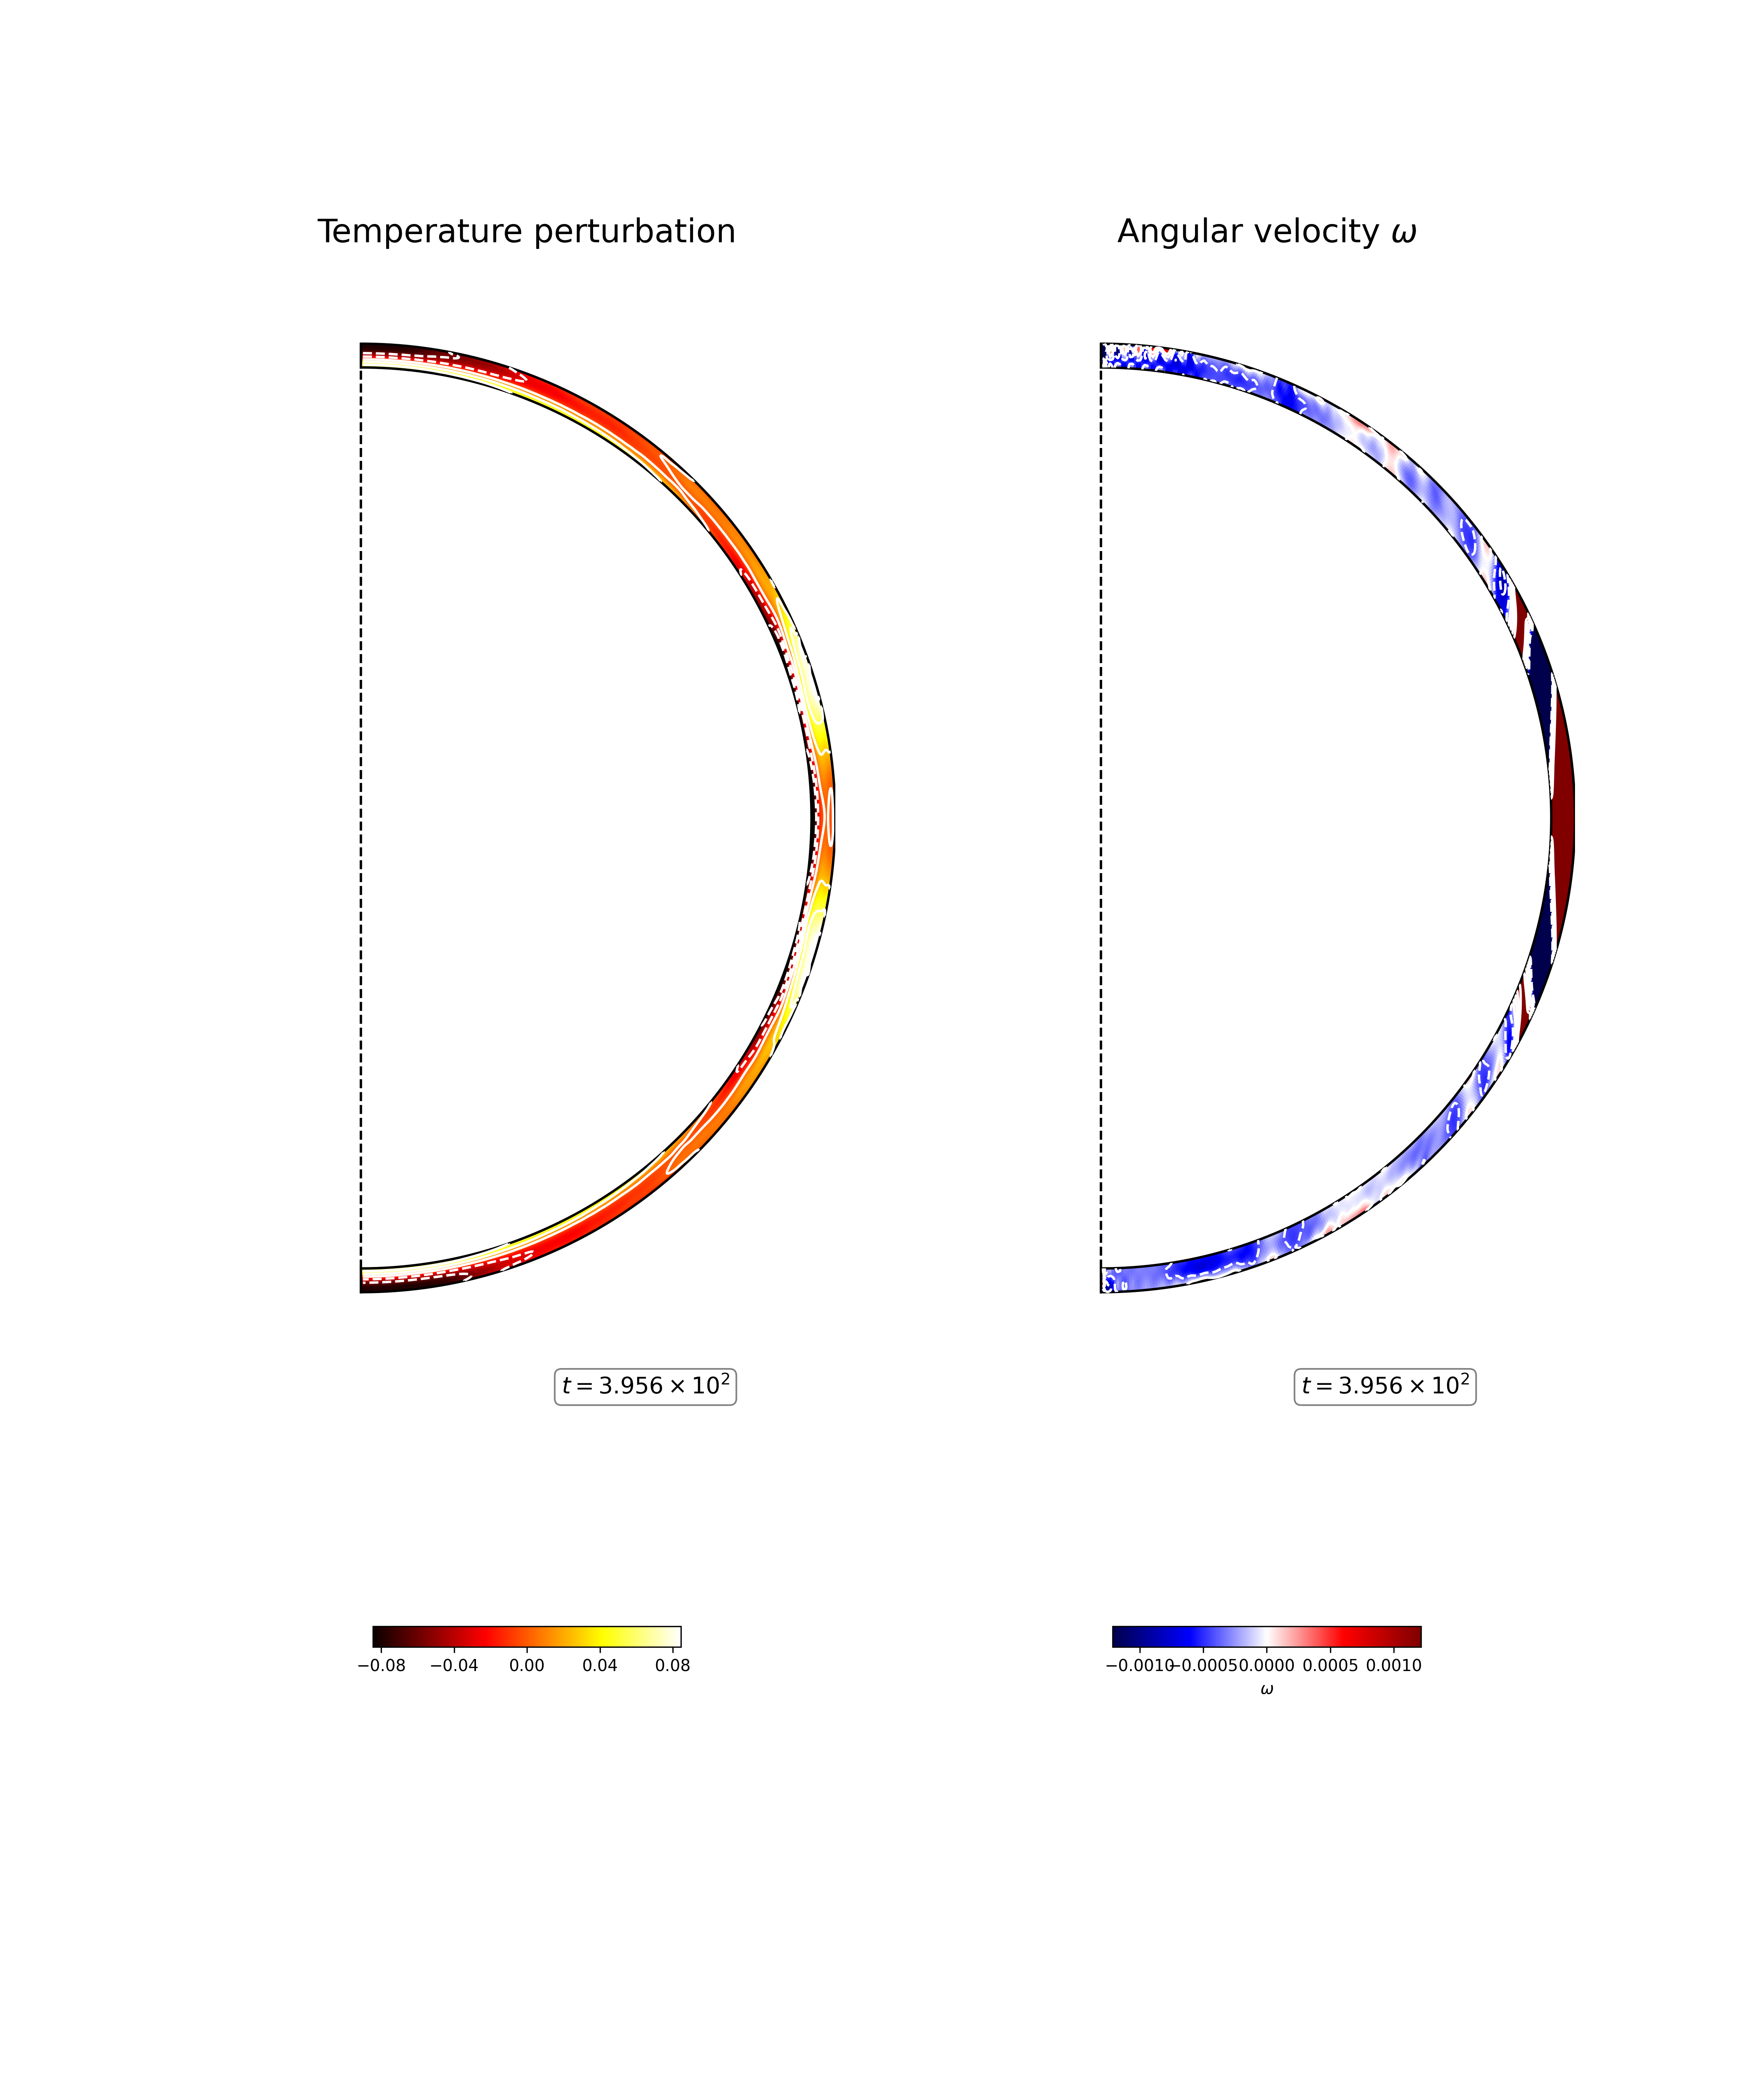 Temperature perturbation
Angular velocity ω
t = 3.956 × 10²
t = 3.956 × 10²
−0.08 −0.04 0.00 0.04 0.08
−0.0010 −0.0005 0.0000 0.0005 0.0010
ω